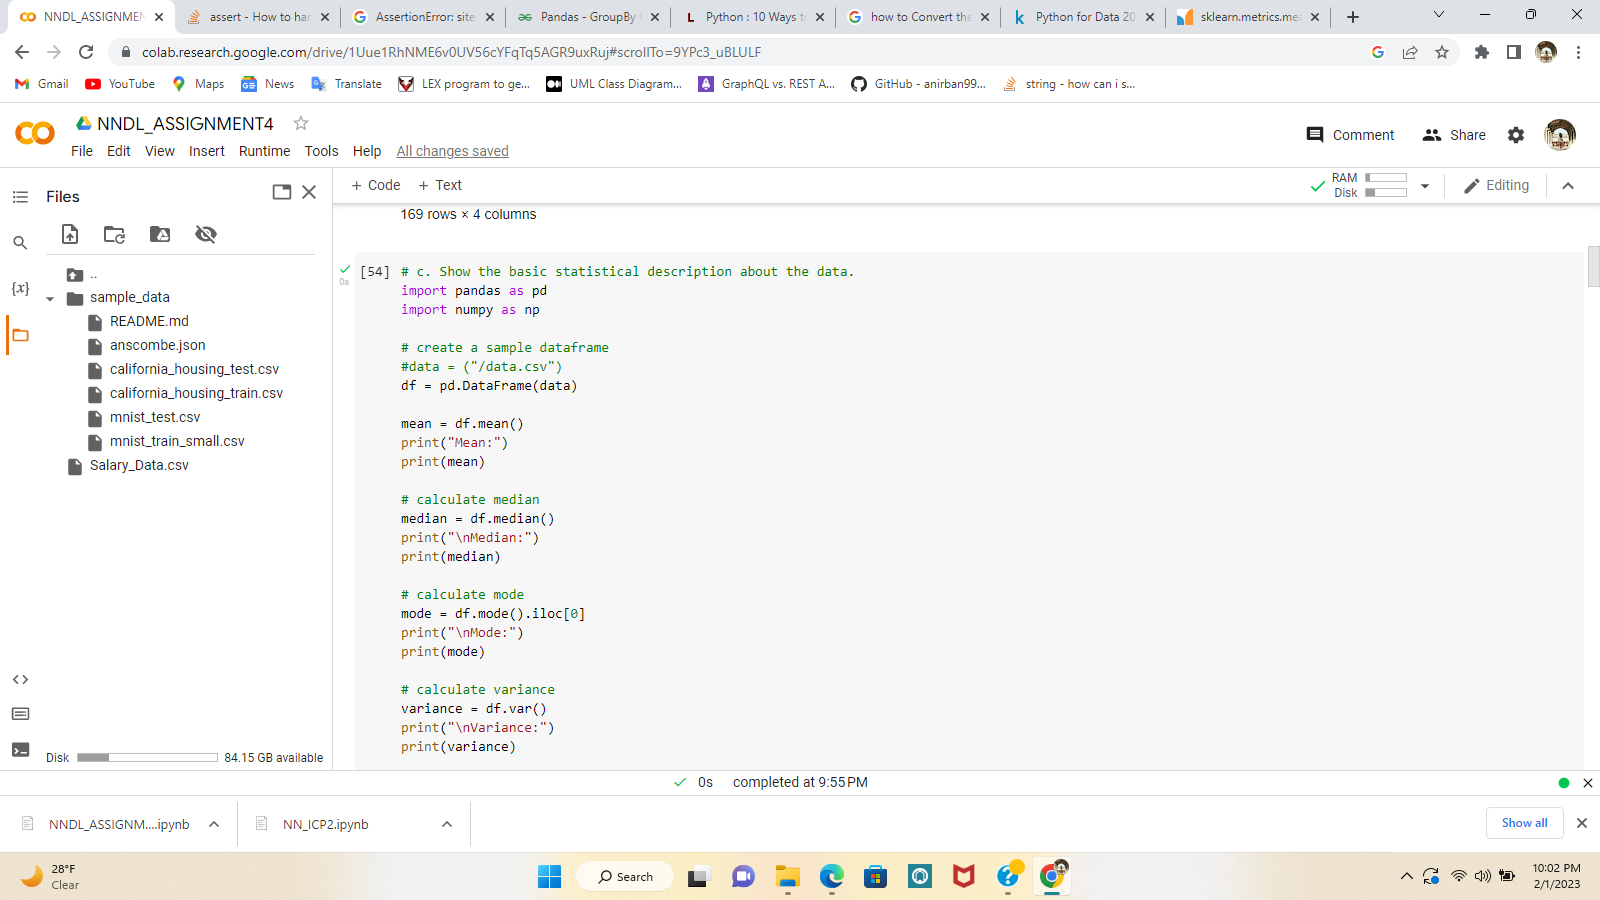 NNDL_ASSIGNMEN
assert - How to har
AssertionError: site
Pandas - GroupBy
Python : 10 Ways to
how to Convert the
Python for Data 20
sklearn.metrics.mea
colab.research.google.com/drive/1Uue1RhNME6v0UV56cYFqTq5AGR9uxRuj#scrollTo=9YPc3_uBLULF
Gmail
YouTube
Maps
News
Translate
LEX program to ge...
UML Class Diagram...
GraphQL vs. REST A...
GitHub - anirban99...
string - how can i s...
NNDL_ASSIGNMENT4
File Edit View Insert Runtime Tools Help All changes saved
Comment
Share
Files
+ Code + Text
RAM
Disk
Editing
..
sample_data
README.md
anscombe.json
california_housing_test.csv
california_housing_train.csv
mnist_test.csv
mnist_train_small.csv
Salary_Data.csv
{x}
Disk
84.15 GB available
169 rows × 4 columns
0s
[54] # c. Show the basic statistical description about the data.
import pandas as pd
import numpy as np
# create a sample dataframe
#data = ("/data.csv")
df = pd.DataFrame(data)
mean = df.mean()
print("Mean:")
print(mean)
# calculate median
median = df.median()
print("\nMedian:")
print(median)
# calculate mode
mode = df.mode().iloc[0]
print("\nMode:")
print(mode)
# calculate variance
variance = df.var()
print("\nVariance:")
print(variance)
0s completed at 9:55 PM
NNDL_ASSIGNM....ipynb
NN_ICP2.ipynb
Show all
28°F
Clear
Search
10:02 PM
2/1/2023